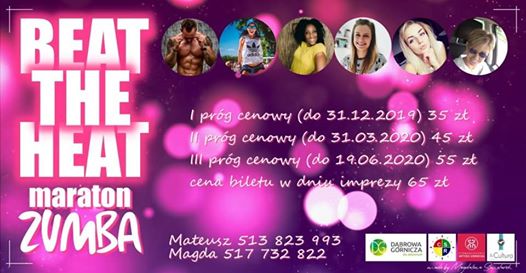 BEAT
THE
HEAT
maraton
ZUMBA
I próg cenowy (do 31.12.2019) 35 zł
II próg cenowy (do 31.03.2020) 45 zł
III próg cenowy (do 19.06.2020) 55 zł
cena biletu w dniu imprezy 65 zł
Mateusz 513 823 993
Magda 517 732 822
DĄBROWA
GÓRNICZA